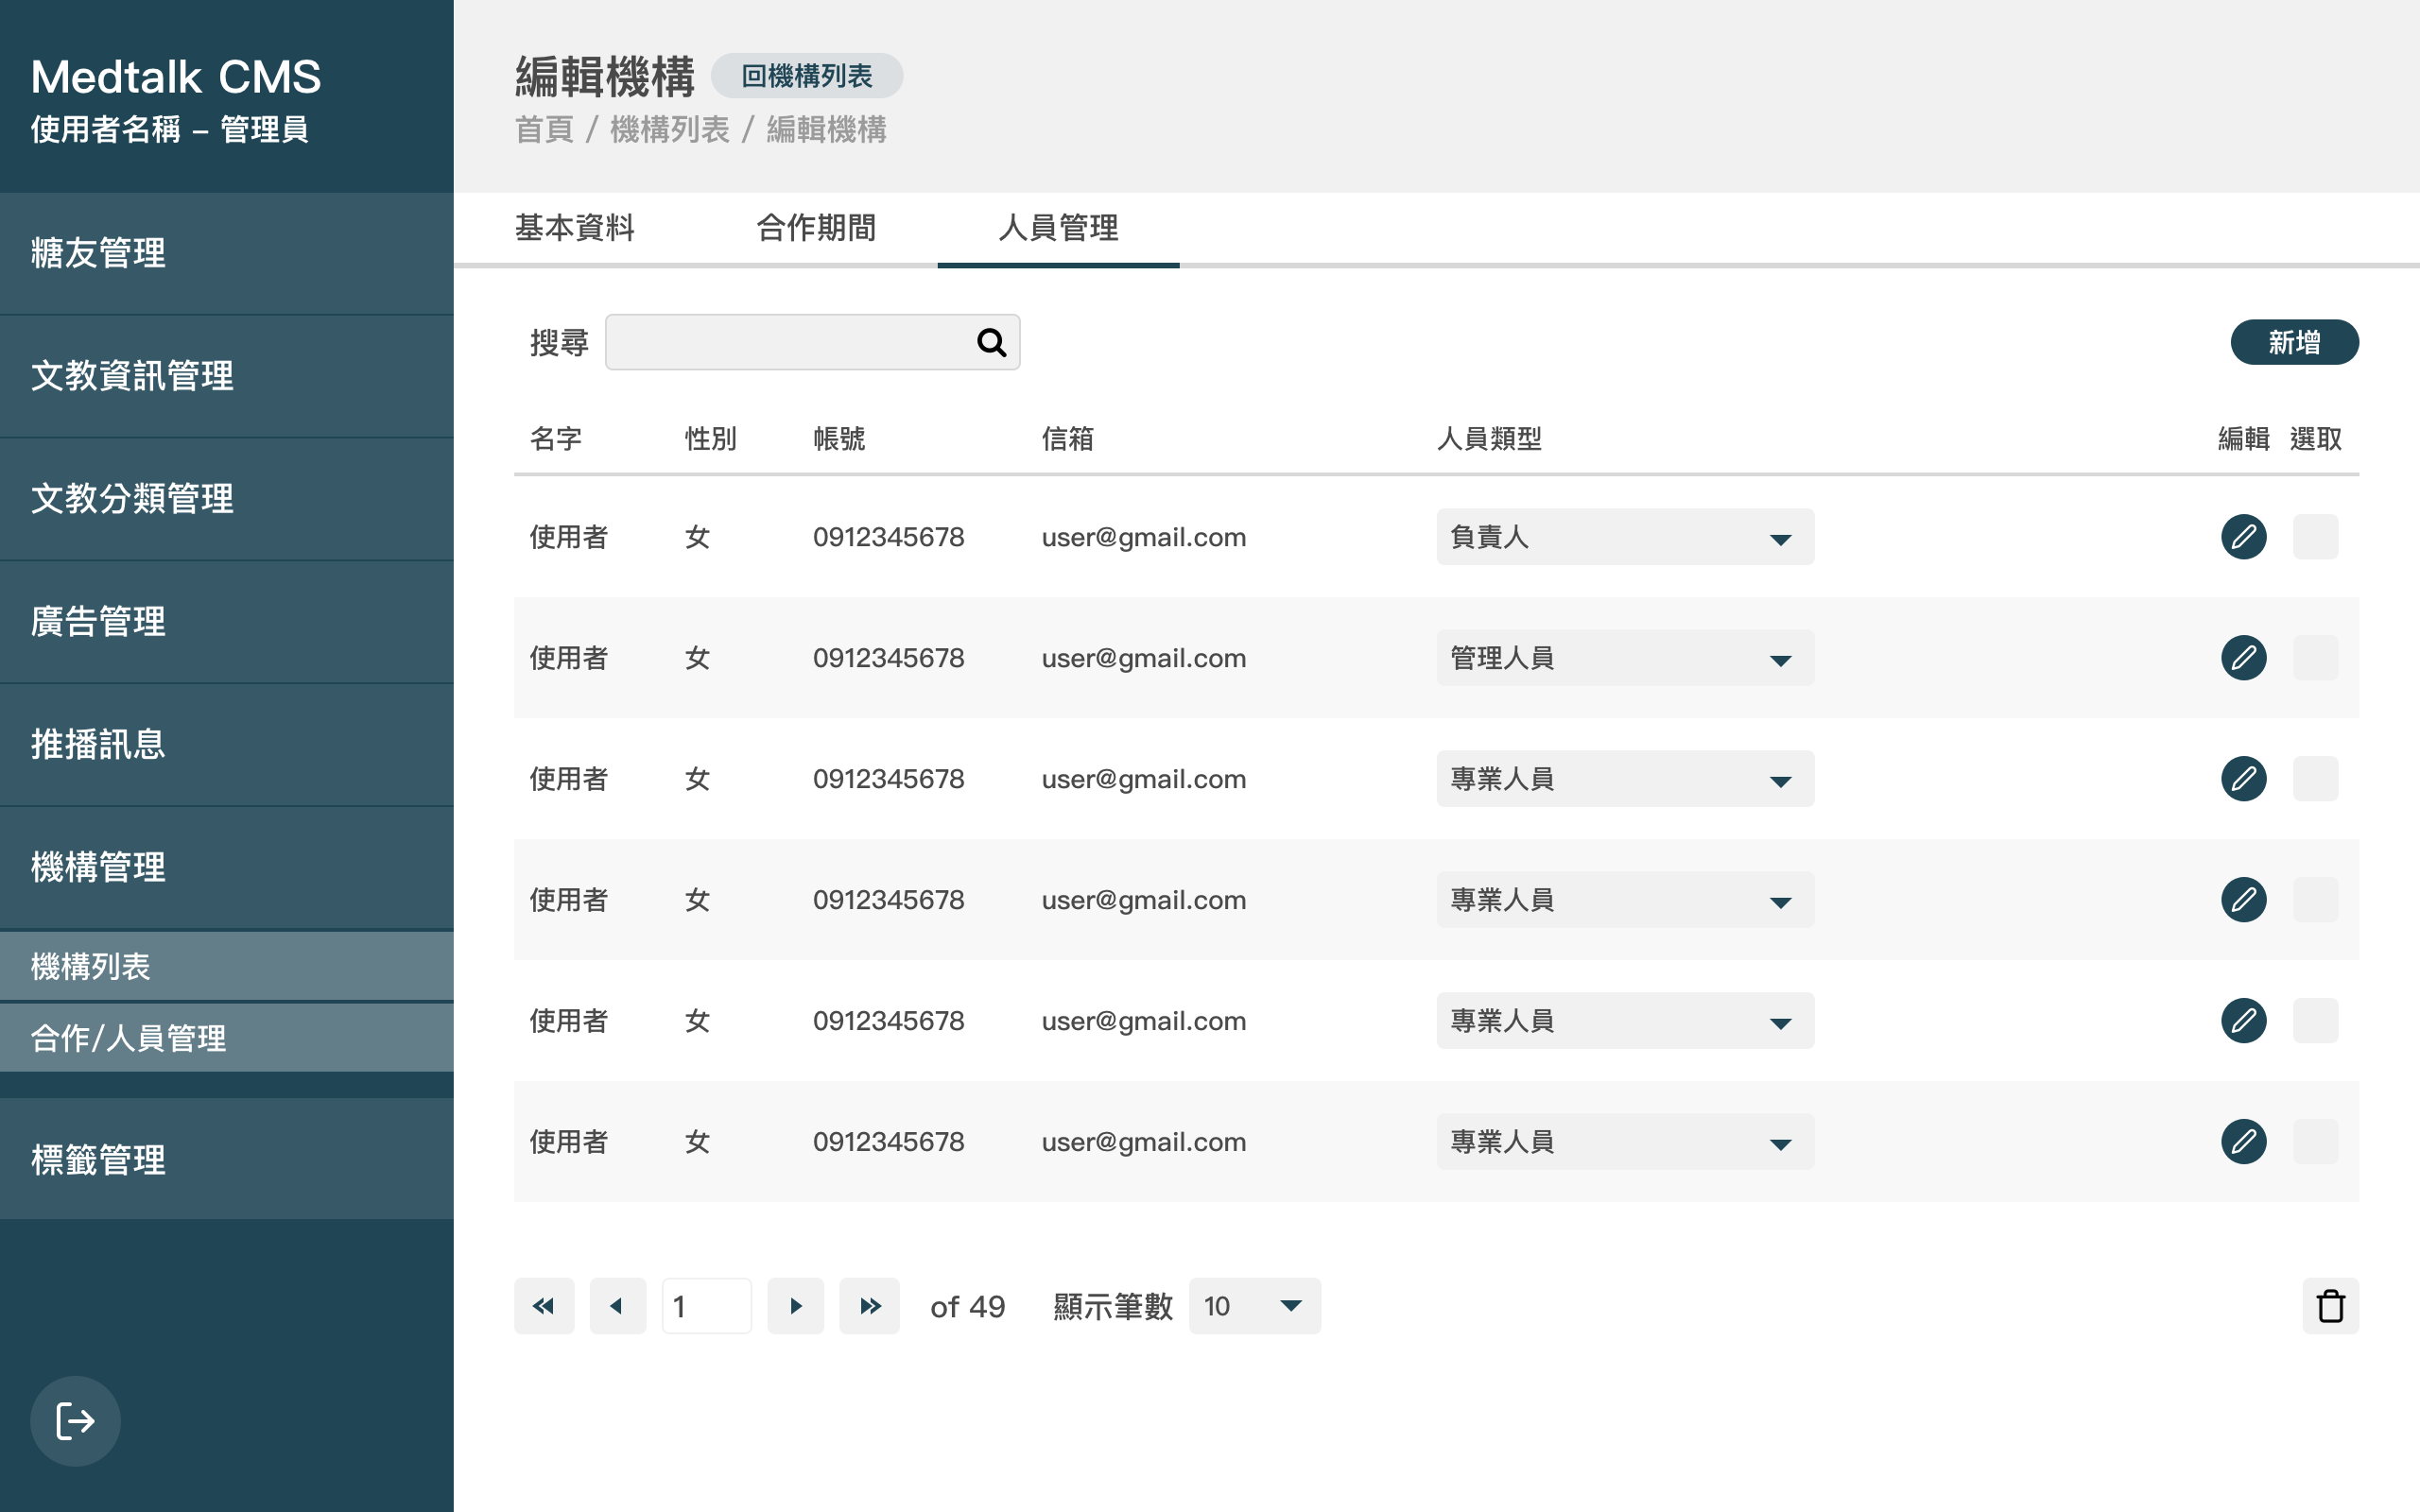 Medtalk CMS
使用者名稱 – 管理員
糖友管理
文教資訊管理
文教分類管理
廣告管理
推播訊息
機構管理
機構列表
合作/人員管理
標籤管理
編輯機構 回機構列表
首頁 / 機構列表 / 編輯機構
基本資料 合作期間 人員管理
搜尋 新增
名字 性別 帳號 信箱 人員類型 編輯 選取
使用者 女 0912345678 user@gmail.com 負責人
使用者 女 0912345678 user@gmail.com 管理人員
使用者 女 0912345678 user@gmail.com 專業人員
使用者 女 0912345678 user@gmail.com 專業人員
使用者 女 0912345678 user@gmail.com 專業人員
使用者 女 0912345678 user@gmail.com 專業人員
1 of 49 顯示筆數 10